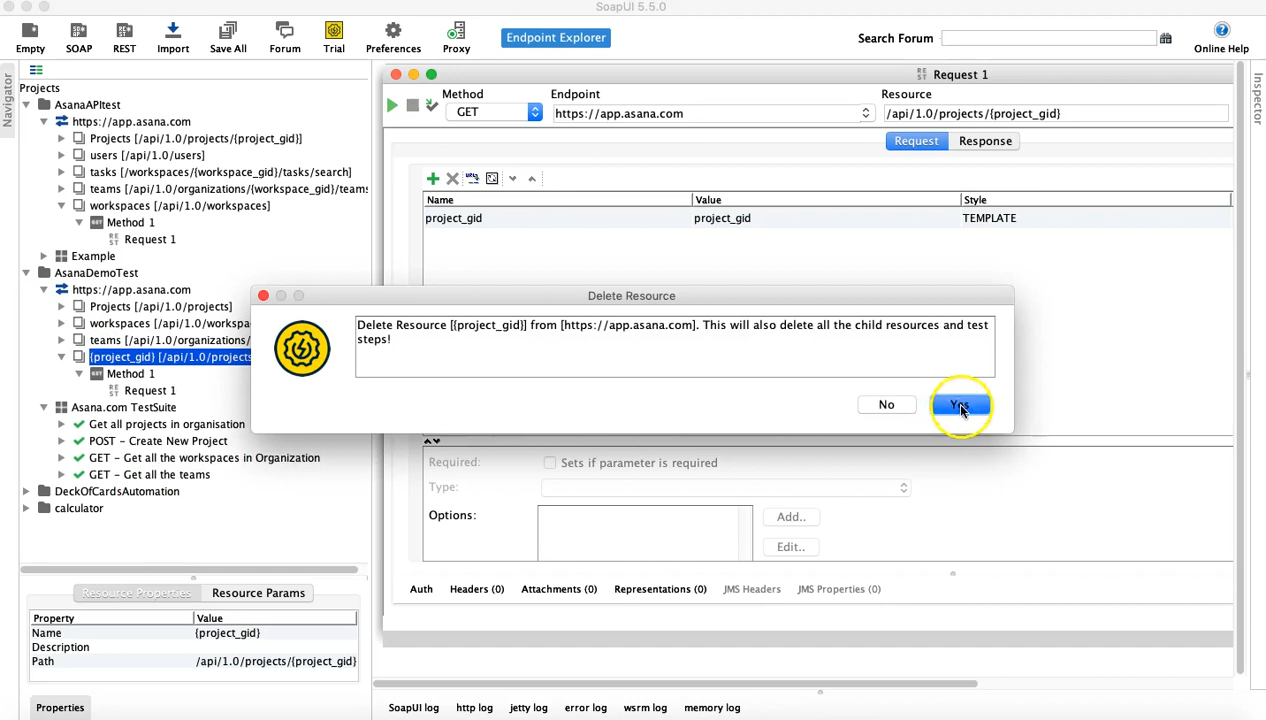 SoapUI 5.5.0
Empty
SOAP
REST
Import
Save All
Forum
Trial
Preferences
Proxy
Endpoint Explorer
Search Forum
Online Help
Navigator
Projects
AsanaAPItest
https://app.asana.com
Projects [/api/1.0/projects/{project_gid}]
users [/api/1.0/users]
tasks [/workspaces/{workspace_gid}/tasks/search]
teams [/api/1.0/organizations/{workspace_gid}/teams
workspaces [/api/1.0/workspaces]
Method 1
Request 1
Example
AsanaDemoTest
https://app.asana.com
Projects [/api/1.0/projects]
workspaces [/api/1.0/workspa
teams [/api/1.0/organizations/
{project_gid} [/api/1.0/projects
Method 1
Request 1
Asana.com TestSuite
Get all projects in organisation
POST - Create New Project
GET - Get all the workspaces in Organization
GET - Get all the teams
DeckOfCardsAutomation
calculator
Resource Properties
Resource Params
Property Value
Name {project_gid}
Description
Path /api/1.0/projects/{project_gid}
Properties
Request 1
Method
GET
Endpoint
https://app.asana.com
Resource
/api/1.0/projects/{project_gid}
Request
Response
Name Value Style
project_gid project_gid TEMPLATE
Delete Resource
Delete Resource [{project_gid}] from [https://app.asana.com]. This will also delete all the child resources and test
steps!
No
Yes
Required:
Sets if parameter is required
Type:
Options:
Add..
Edit..
Auth
Headers (0)
Attachments (0)
Representations (0)
JMS Headers
JMS Properties (0)
SoapUI log
http log
jetty log
error log
wsrm log
memory log
Inspector